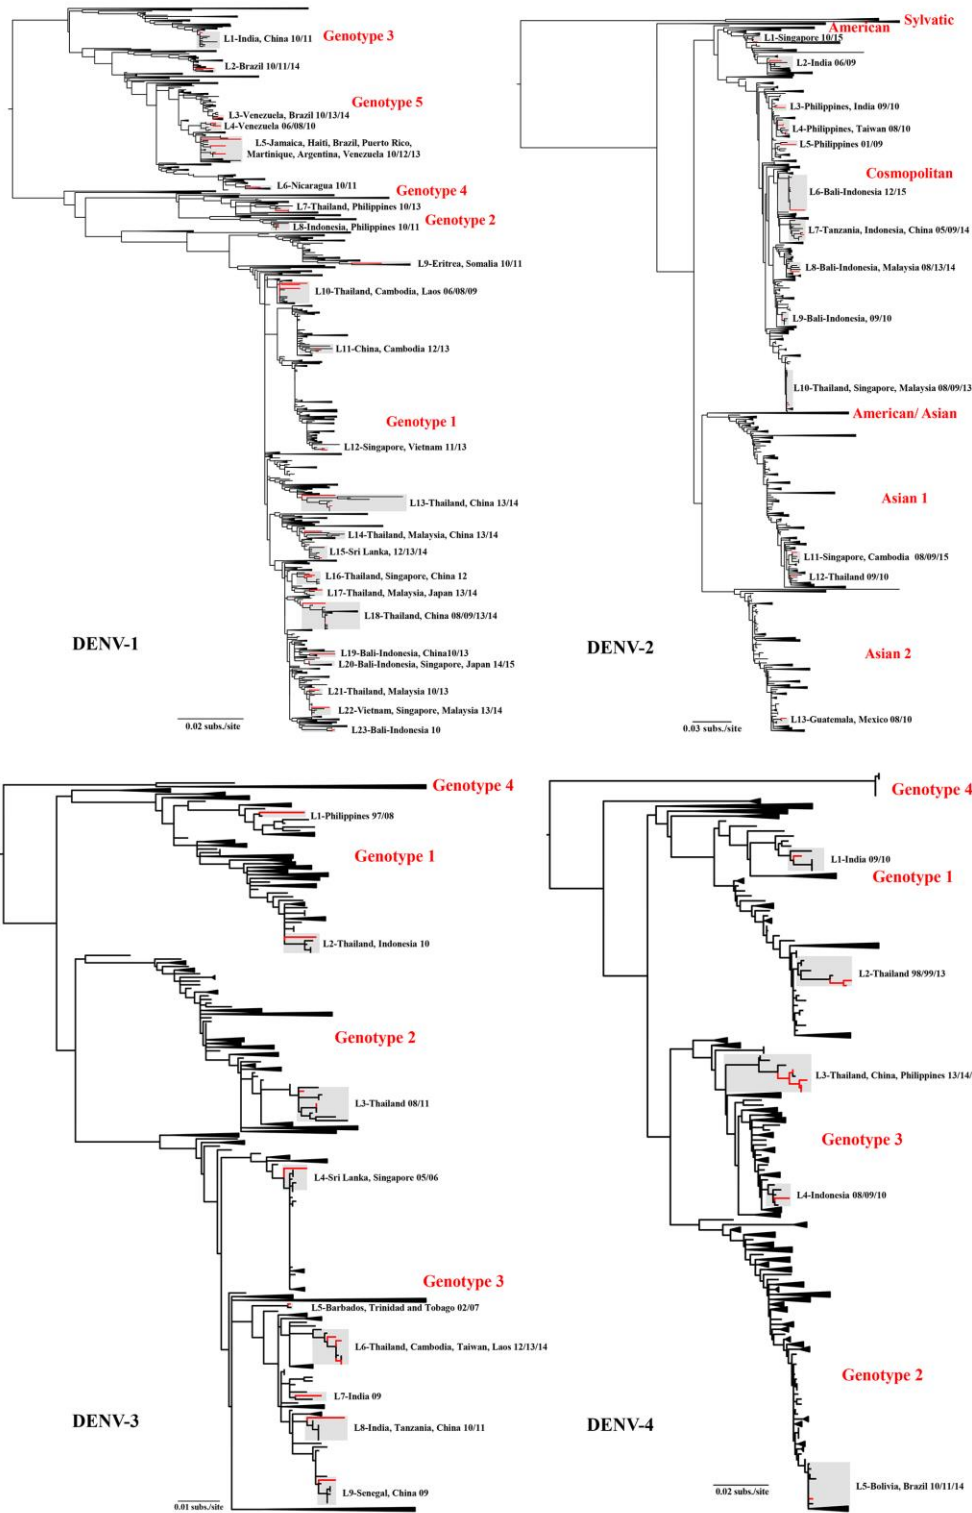 L1-India, China 10/11
Genotype 3
L2-Brazil 10/11/14
Genotype 5
L3-Venezuela, Brazil 10/13/14
L4-Venezuela 06/08/10
L5-Jamaica, Haiti, Brazil, Puerto Rico,
Martinique, Argentina, Venezuela 10/12/13
L6-Nicaragua 10/11
Genotype 4
L7-Thailand, Philippines 10/13
Genotype 2
L8-Indonesia, Philippines 10/11
L9-Eritrea, Somalia 10/11
L10-Thailand, Cambodia, Laos 06/08/09
L11-China, Cambodia 12/13
Genotype 1
L12-Singapore, Vietnam 11/13
L13-Thailand, China 13/14
L14-Thailand, Malaysia, China 13/14
L15-Sri Lanka, 12/13/14
L16-Thailand, Singapore, China 12
L17-Thailand, Malaysia, Japan 13/14
L18-Thailand, China 08/09/13/14
DENV-1
L19-Bali-Indonesia, China10/13
L20-Bali-Indonesia, Singapore, Japan 14/15
L21-Thailand, Malaysia 10/13
L22-Vietnam, Singapore, Malaysia 13/14
0.02 subs./site
L23-Bali-Indonesia 10
Sylvatic
American
L1-Singapore 10/15
L2-India 06/09
L3-Philippines, India 09/10
L4-Philippines, Taiwan 08/10
L5-Philippines 01/09
Cosmopolitan
L6-Bali-Indonesia 12/15
L7-Tanzania, Indonesia, China 05/09/14
L8-Bali-Indonesia, Malaysia 08/13/14
L9-Bali-Indonesia, 09/10
L10-Thailand, Singapore, Malaysia 08/09/13
American/ Asian
Asian 1
L11-Singapore, Cambodia 08/09/15
L12-Thailand 09/10
DENV-2
Asian 2
L13-Guatemala, Mexico 08/10
0.03 subs./site
Genotype 4
L1-Philippines 97/08
Genotype 1
L2-Thailand, Indonesia 10
Genotype 2
L3-Thailand 08/11
L4-Sri Lanka, Singapore 05/06
Genotype 3
L5-Barbados, Trinidad and Tobago 02/07
L6-Thailand, Cambodia, Taiwan, Laos 12/13/14
L7-India 09
DENV-3
L8-India, Tanzania, China 10/11
L9-Senegal, China 09
0.01 subs./site
Genotype 4
L1-India 09/10
Genotype 1
L2-Thailand 98/99/13
L3-Thailand, China, Philippines 13/14/
Genotype 3
L4-Indonesia 08/09/10
Genotype 2
DENV-4
L5-Bolivia, Brazil 10/11/14
0.02 subs./site